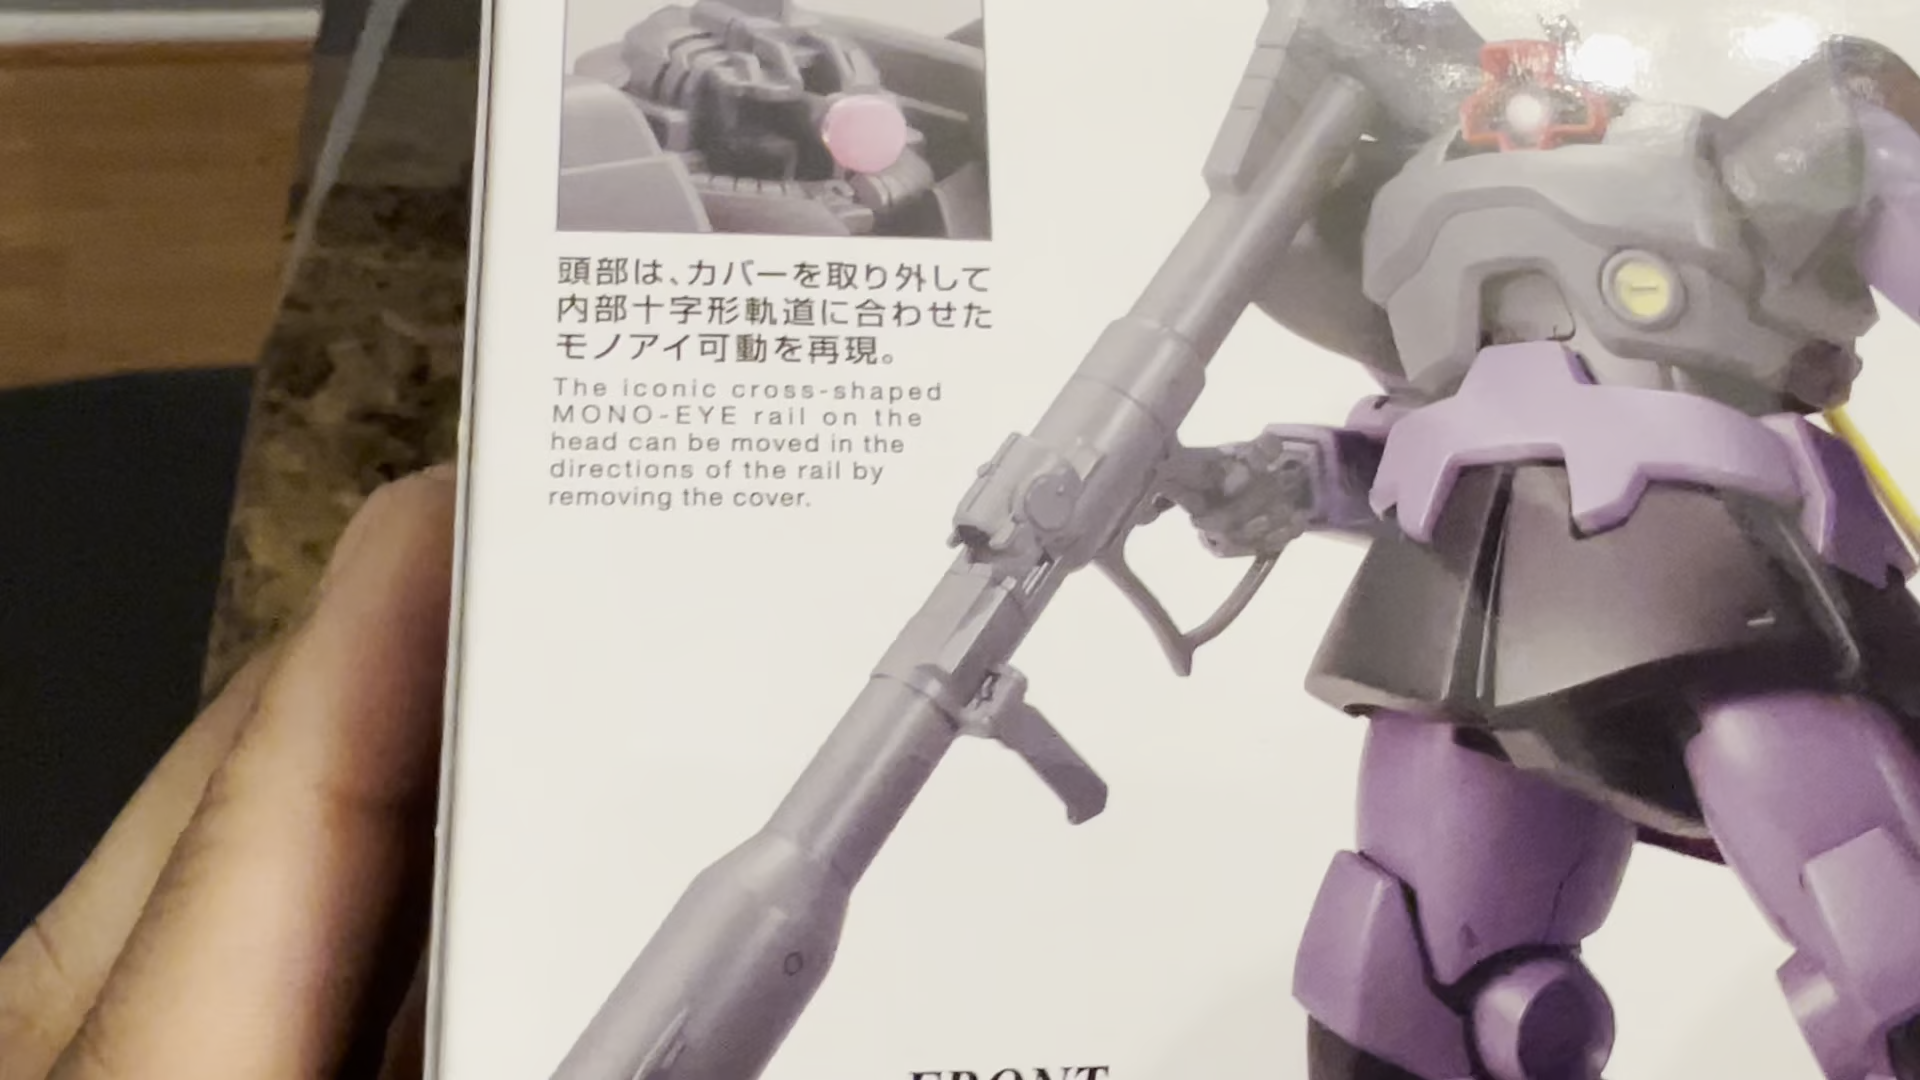 頭部は、カバーを取り外して
内部十字形軌道に合わせた
モノアイ可動を再現。
The iconic cross-shaped
MONO-EYE rail on the
head can be moved in the
directions of the rail by
removing the cover.
FRONT